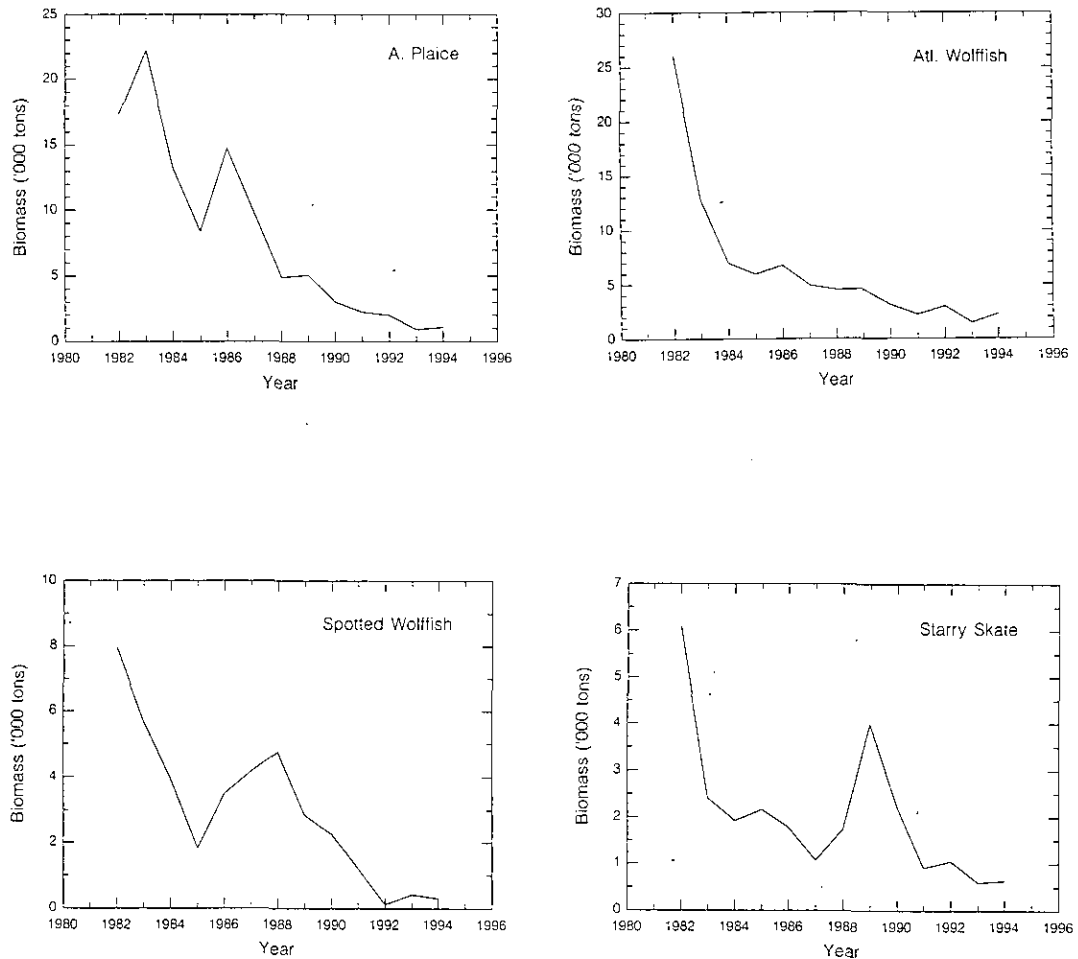 A. Plaice
Biomass ('000 tons)
25
20
15
10
5
0
1980 1982 1984 1986 1988 1990 1992 1994 1996
Year
Atl. Wolffish
Biomass ('000 tons)
30
25
20
15
10
5
0
1980 1982 1984 1986 1988 1990 1992 1994 1996
Year
Spotted Wolffish
Biomass ('000 tons)
10
8
6
4
2
0
1980 1982 1984 1986 1988 1990 1992 1994 1996
Year
Starry Skate
Biomass ('000 tons)
7
6
5
4
3
2
1
0
1980 1982 1984 1986 1988 1990 1992 1994 1996
Year